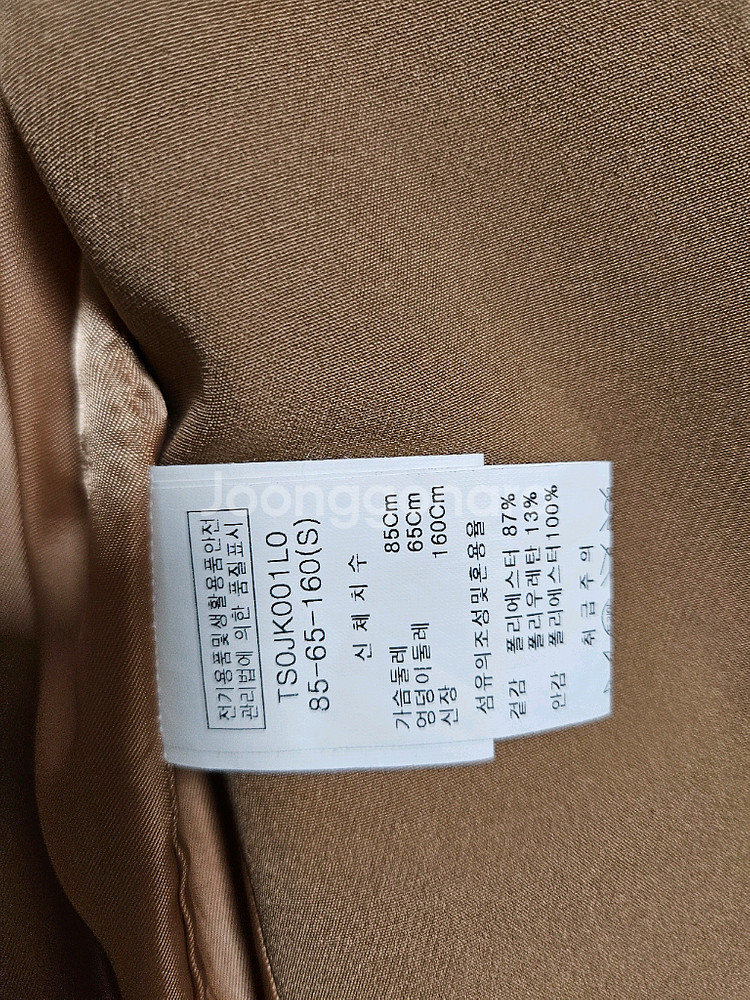 Joonggonara
전기용품및생활용품안전
관리법에 의한 품질표시
TS0JK001L0
85-65-160(S)
신체치수
가슴둘레 85Cm
엉덩이둘레 65Cm
신장 160Cm
섬유의조성및혼용율
겉감 폴리에스터 87%
폴리우레탄 13%
안감 폴리에스터 100%
취급주의